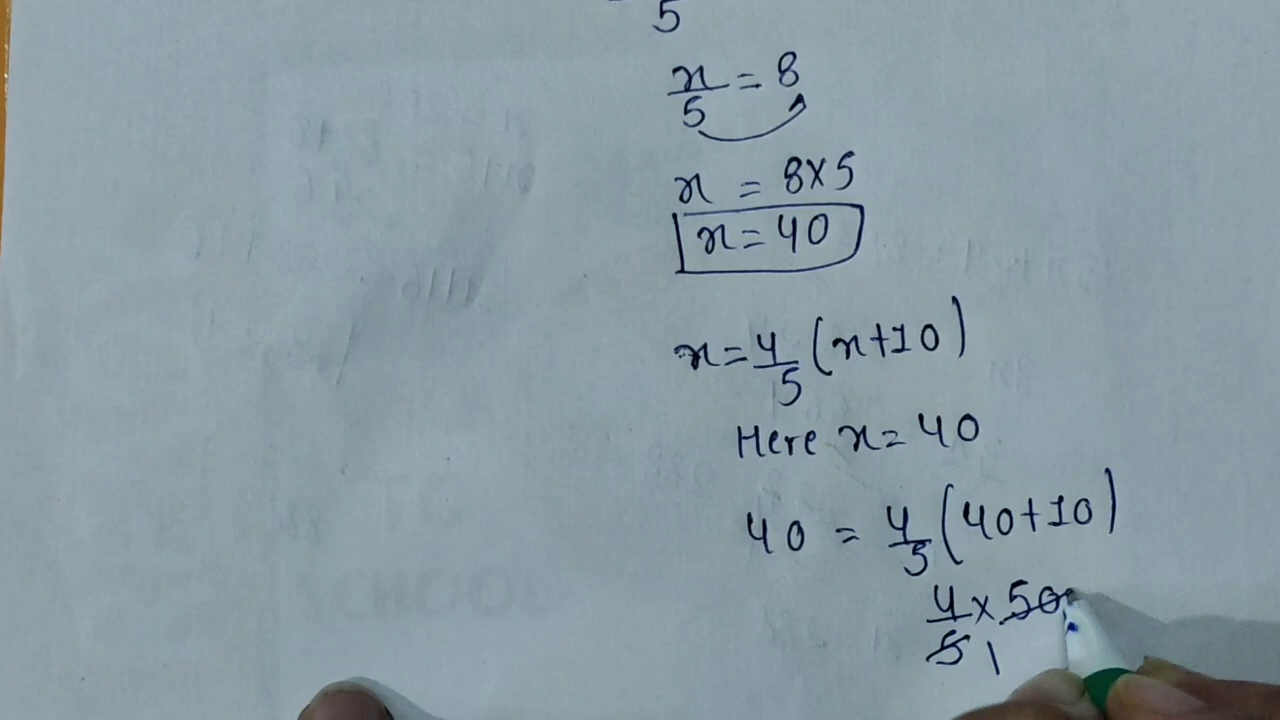 5
x/5 = 8
x = 8×5
x = 40
x = 4/5 (x+10)
Here x = 40
40 = 4/5 (40+10)
4/5 × 50
1